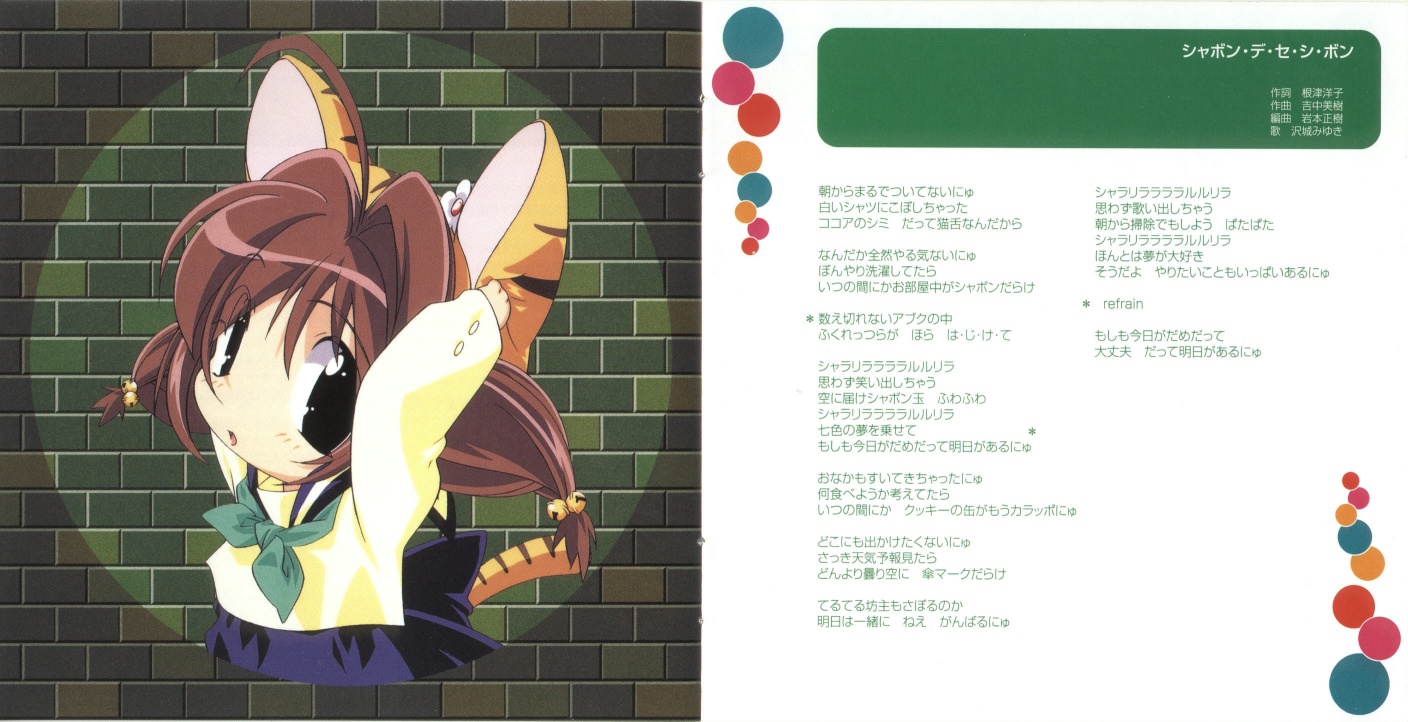 シャボン・デ・セ・シ・ボン
作詞　根津洋子
作曲　吉中美樹
編曲　岩本正樹
歌　沢城みゆき
朝からまるでついてないにゅ
白いシャツにこぼしちゃった
ココアのシミ　だって猫舌なんだから
なんだか全然やる気ないにゅ
ぼんやり洗濯してたら
いつの間にかお部屋中がシャボンだらけ
＊数え切れないアブクの中
ふくれっつらが　ほら　は・じ・け・て
シャラリララララルルリラ
思わず笑い出しちゃう
空に届けシャボン玉　ふわふわ
シャラリララララルルリラ
七色の夢を乗せて　＊
もしも今日がだめだって明日があるにゅ
おなかもすいてきちゃったにゅ
何食べようか考えてたら
いつの間にか　クッキーの缶がもうカラッポにゅ
どこにも出かけたくないにゅ
さっき天気予報見たら
どんより曇り空に　傘マークだらけ
てるてる坊主もさぼるのか
明日は一緒に　ねえ　がんばるにゅ
シャラリララララルルリラ
思わず歌い出しちゃう
朝から掃除でもしよう　ぱたぱた
シャラリララララルルリラ
ほんとは夢が大好き
そうだよ　やりたいこともいっぱいあるにゅ
＊　refrain
もしも今日がだめだって
大丈夫　だって明日があるにゅ